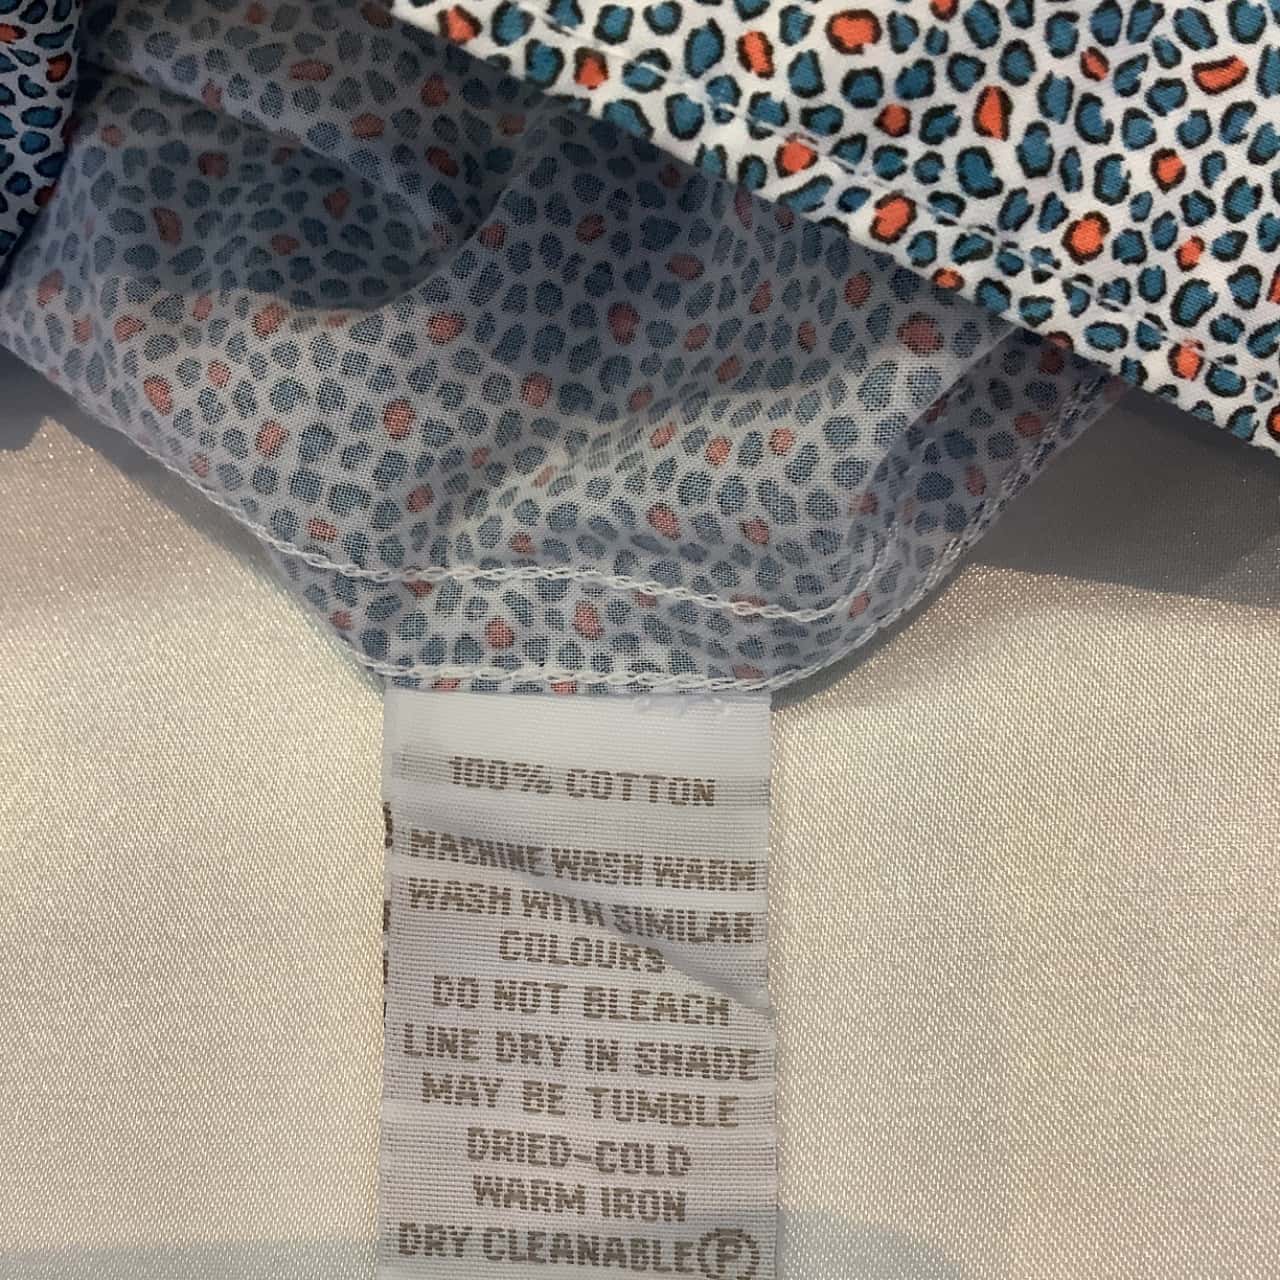 100% COTTON
MACHINE WASH WARM
WASH WITH SIMILAR
COLOURS
DO NOT BLEACH
LINE DRY IN SHADE
MAY BE TUMBLE
DRIED-COLD
WARM IRON
DRY CLEANABLE Ⓟ